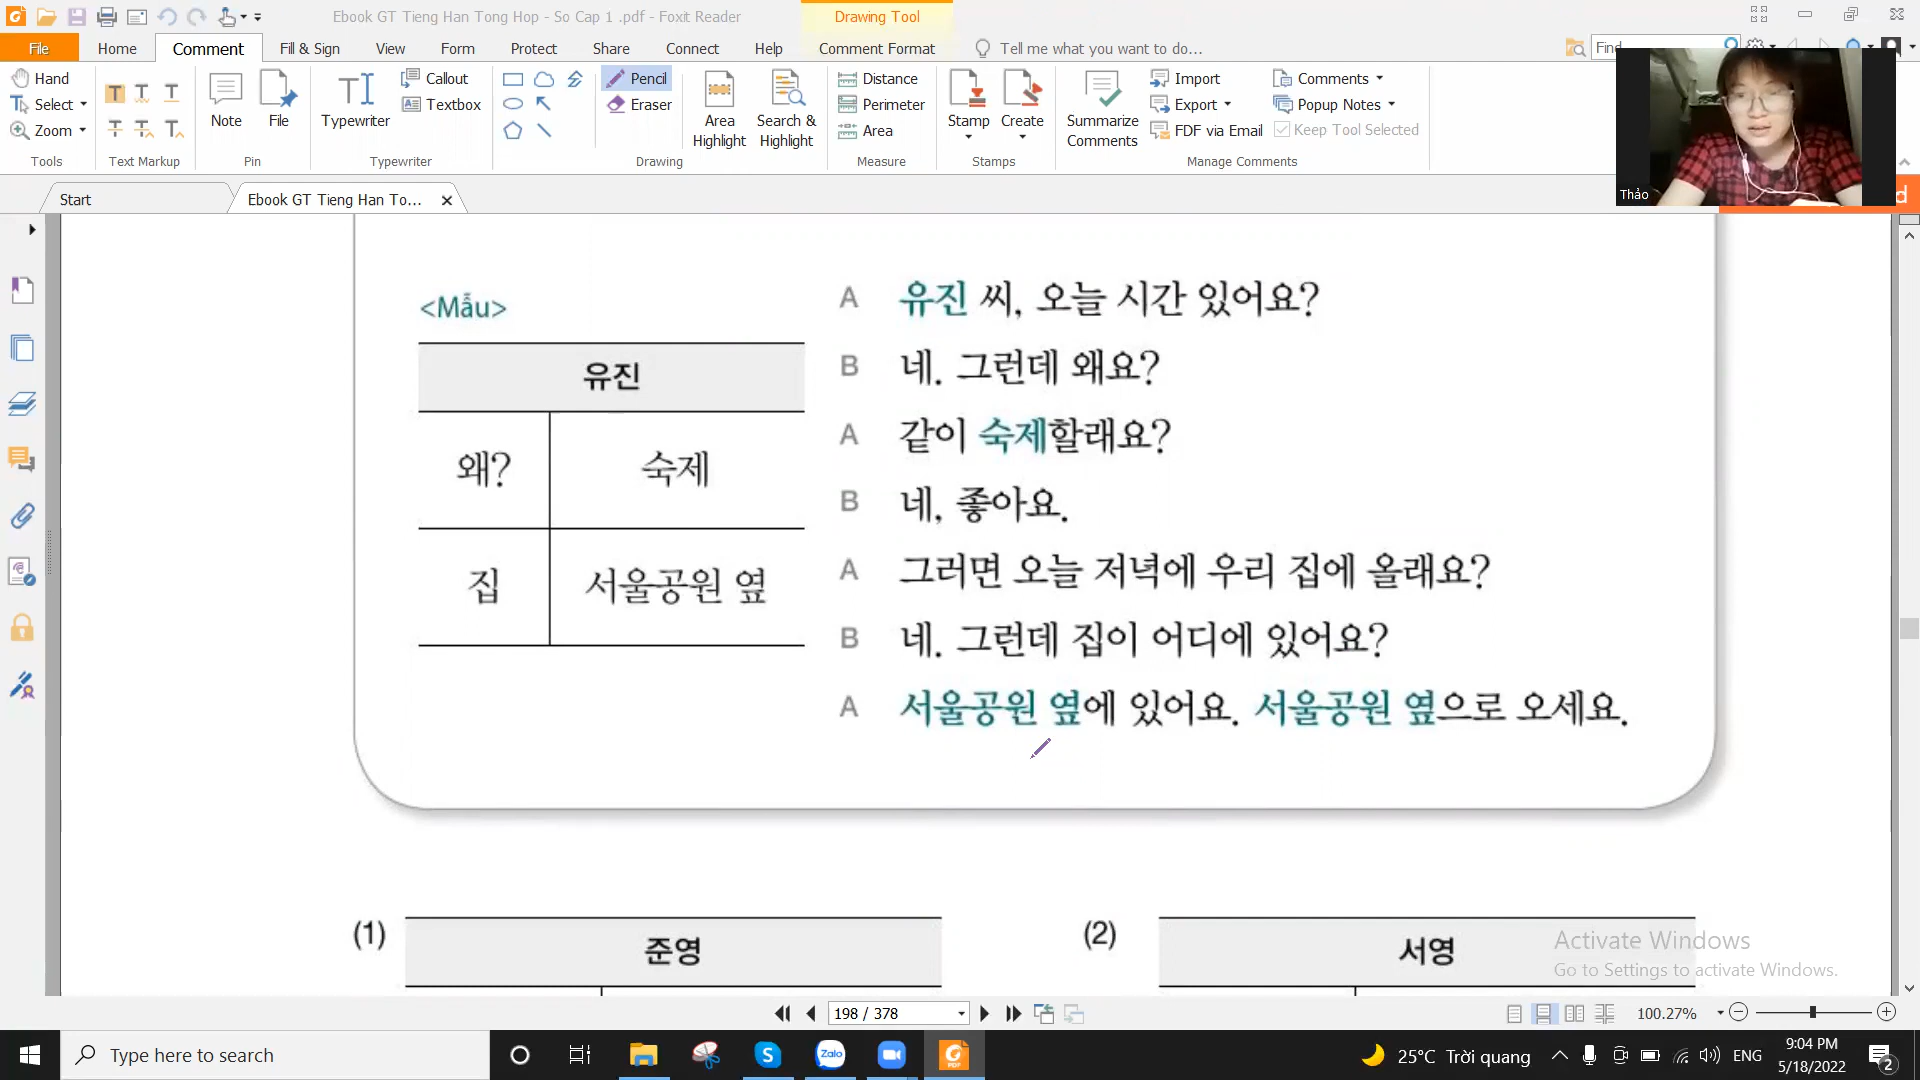 Ebook GT Tieng Han Tong Hop - So Cap 1 .pdf - Foxit Reader
Drawing Tool
File Home Comment Fill & Sign View Form Protect Share Connect Help Comment Format Tell me what you want to do... Find
Hand
Select
Zoom
Tools
Text Markup
Note
File
Pin
Typewriter
Callout
Textbox
Typewriter
Pencil
Eraser
Area Highlight
Search & Highlight
Drawing
Distance
Perimeter
Area
Measure
Stamp
Create
Stamps
Summarize Comments
Import
Export
FDF via Email
Comments
Popup Notes
Keep Tool Selected
Manage Comments
Thảo
Start
Ebook GT Tieng Han To...
<Mẫu>
유진
왜? 숙제
집 서울공원 옆
A 유진 씨, 오늘 시간 있어요?
B 네. 그런데 왜요?
A 같이 숙제할래요?
B 네, 좋아요.
A 그러면 오늘 저녁에 우리 집에 올래요?
B 네. 그런데 집이 어디에 있어요?
A 서울공원 옆에 있어요. 서울공원 옆으로 오세요.
(1) 준영
(2) 서영
Activate Windows
Go to Settings to activate Windows.
198 / 378
100.27%
Type here to search
Zalo
25°C Trời quang
ENG
9:04 PM
5/18/2022
2